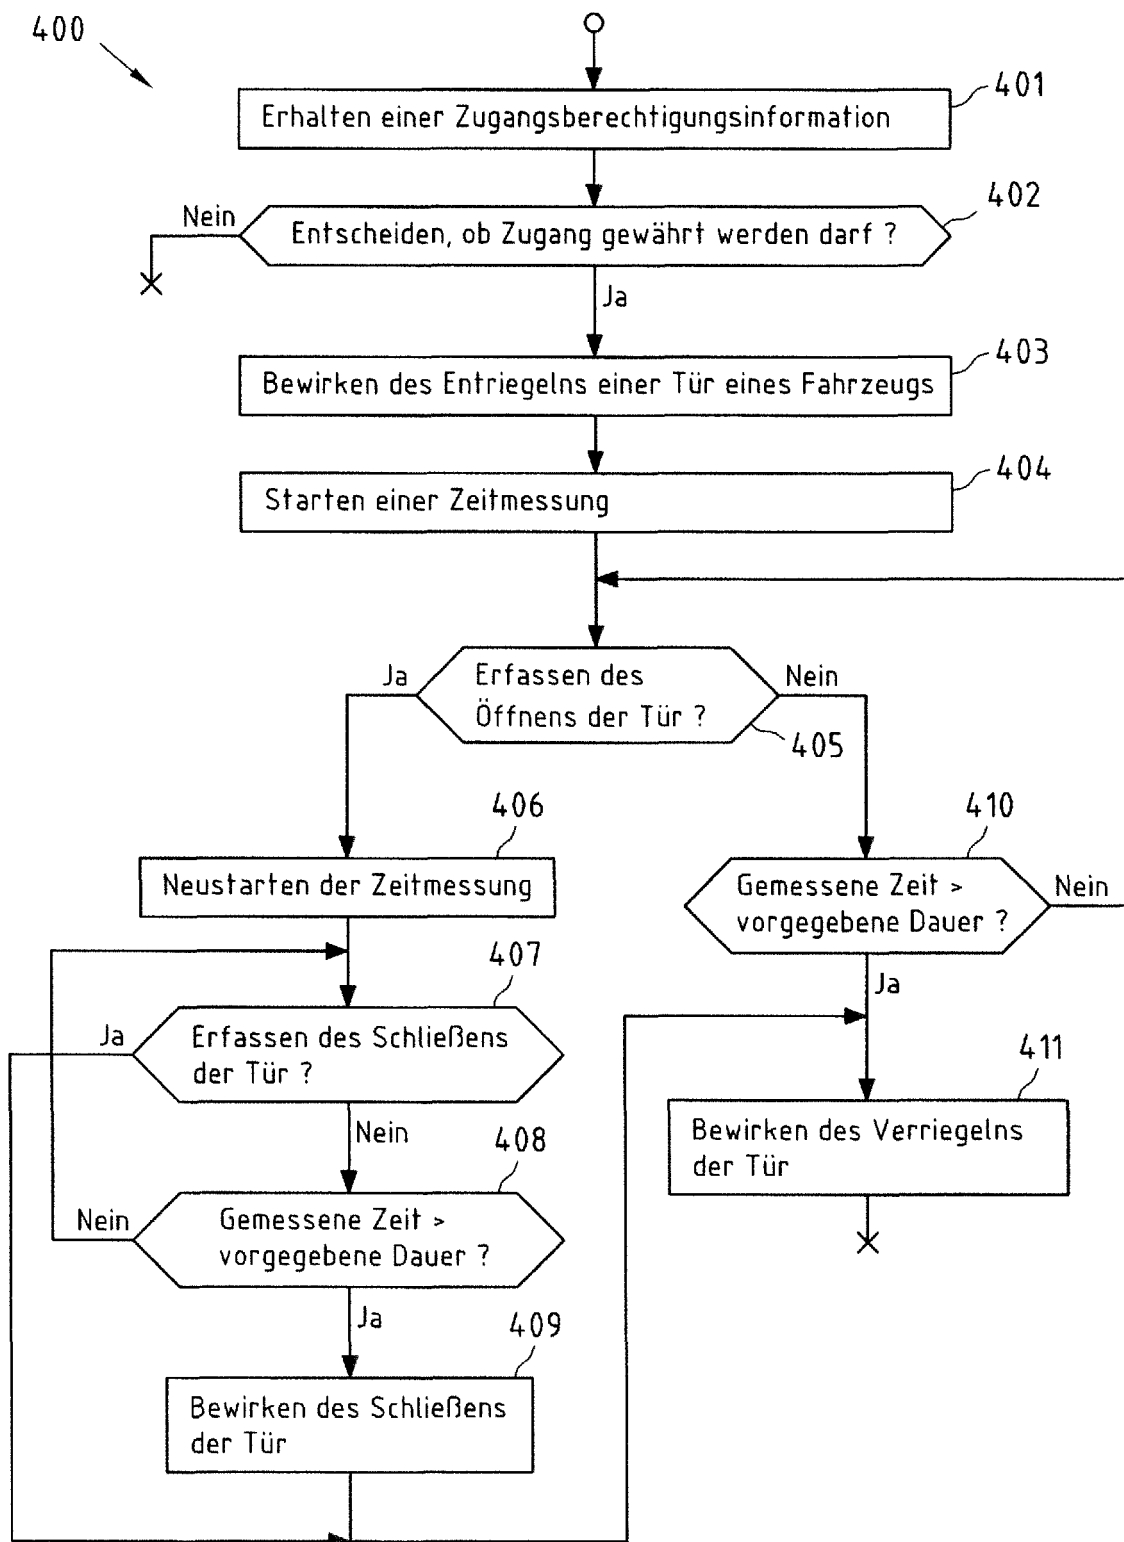 400
401
Erhalten einer Zugangsberechtigungsinformation
402
Nein
Entscheiden, ob Zugang gewährt werden darf ?
Ja
403
Bewirken des Entriegelns einer Tür eines Fahrzeugs
404
Starten einer Zeitmessung
Ja
Erfassen des
Öffnens der Tür ?
Nein
405
406
Neustarten der Zeitmessung
410
Gemessene Zeit >
vorgegebene Dauer ?
Nein
Ja
407
Ja
Erfassen des Schließens
der Tür ?
Nein
411
Bewirken des Verriegelns
der Tür
408
Nein
Gemessene Zeit >
vorgegebene Dauer ?
Ja
409
Bewirken des Schließens
der Tür